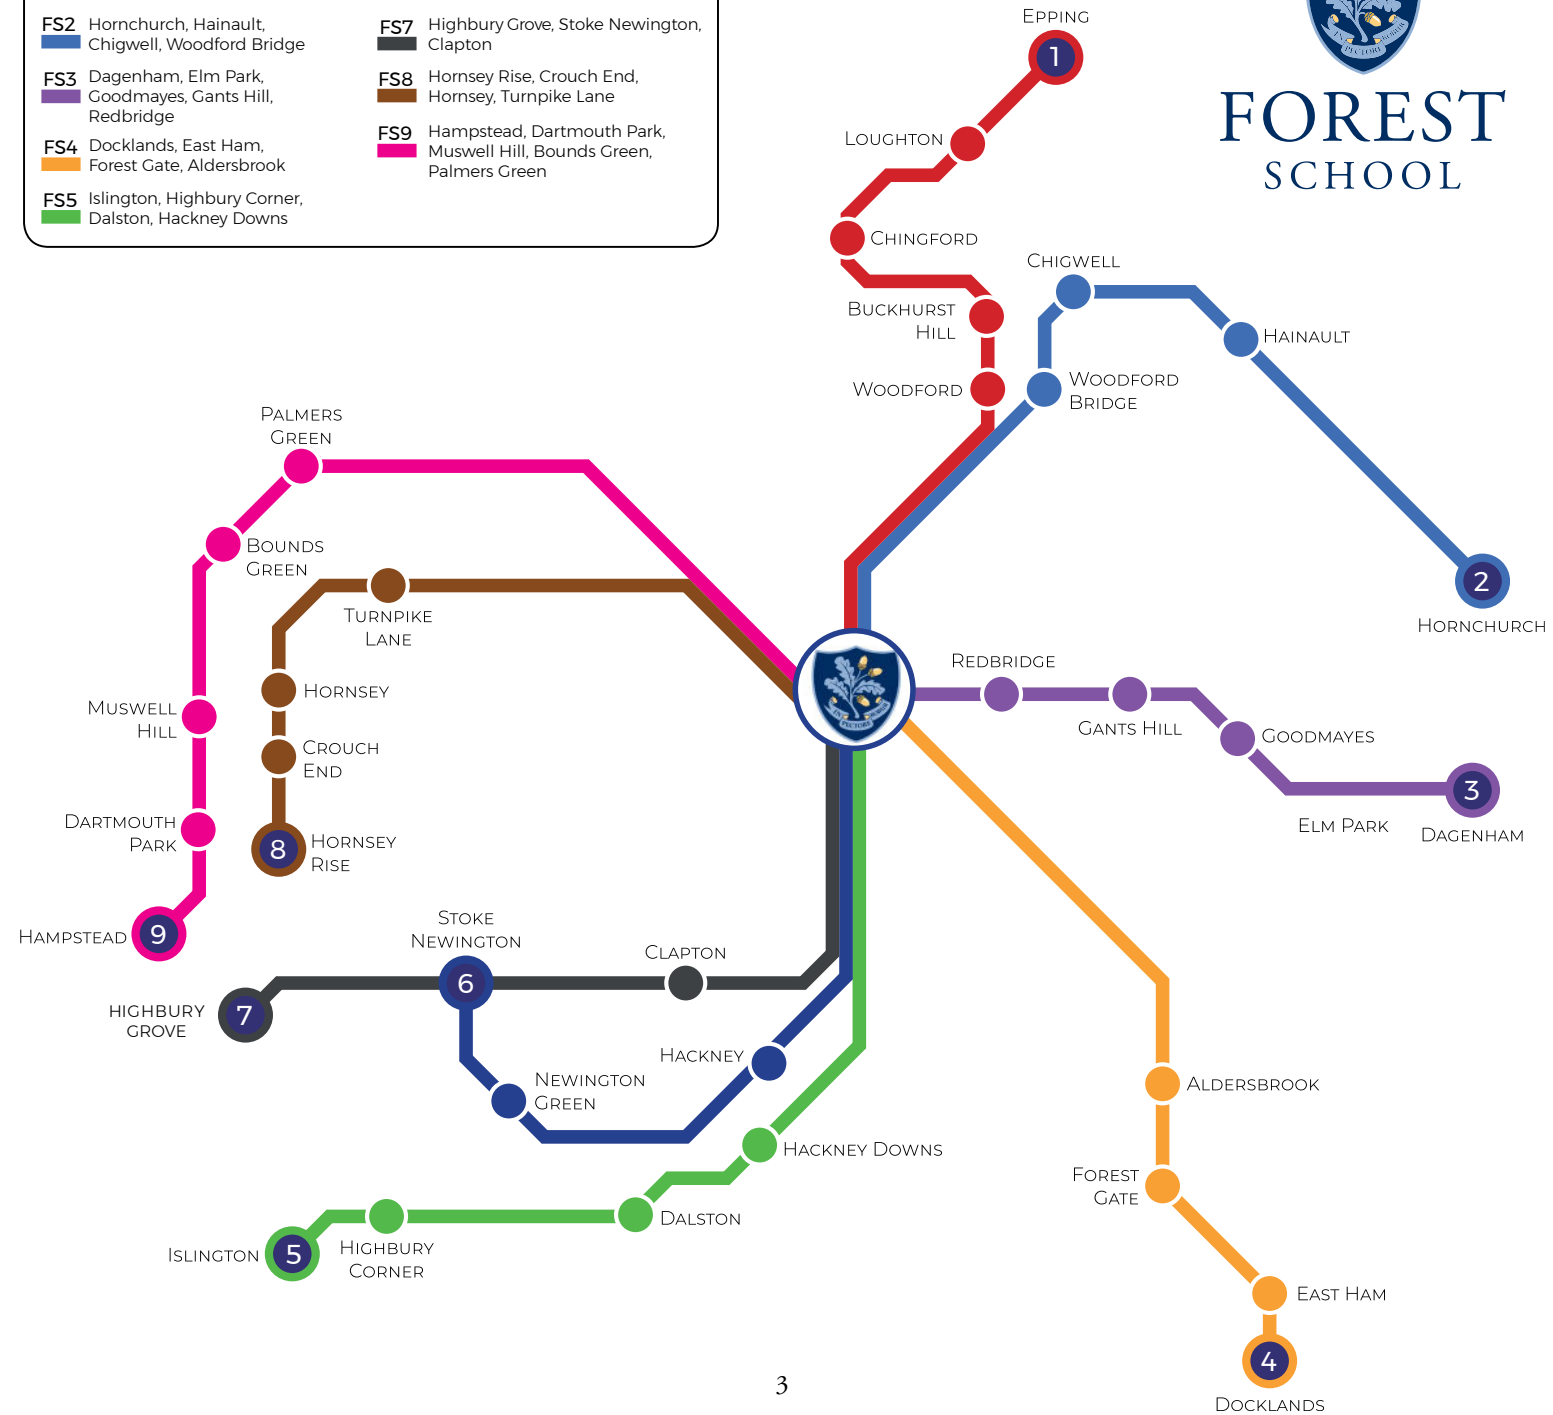 FS2 Hornchurch, Hainault,
Chigwell, Woodford Bridge
FS3 Dagenham, Elm Park,
Goodmayes, Gants Hill,
Redbridge
FS4 Docklands, East Ham,
Forest Gate, Aldersbrook
FS5 Islington, Highbury Corner,
Dalston, Hackney Downs
FS7 Highbury Grove, Stoke Newington,
Clapton
FS8 Hornsey Rise, Crouch End,
Hornsey, Turnpike Lane
FS9 Hampstead, Dartmouth Park,
Muswell Hill, Bounds Green,
Palmers Green
FOREST
SCHOOL
EPPING
1
LOUGHTON
CHINGFORD
BUCKHURST
HILL
WOODFORD
CHIGWELL
HAINAULT
WOODFORD
BRIDGE
2
HORNCHURCH
PALMERS
GREEN
BOUNDS
GREEN
TURNPIKE
LANE
HORNSEY
MUSWELL
HILL
CROUCH
END
DARTMOUTH
PARK
8
HORNSEY
RISE
HAMPSTEAD
9
IN PECTORE ROBUR
REDBRIDGE
GANTS HILL
GOODMAYES
3
ELM PARK
DAGENHAM
STOKE
NEWINGTON
6
CLAPTON
HIGHBURY
GROVE
7
HACKNEY
NEWINGTON
GREEN
HACKNEY DOWNS
DALSTON
ISLINGTON
5
HIGHBURY
CORNER
ALDERSBROOK
FOREST
GATE
EAST HAM
4
DOCKLANDS
3